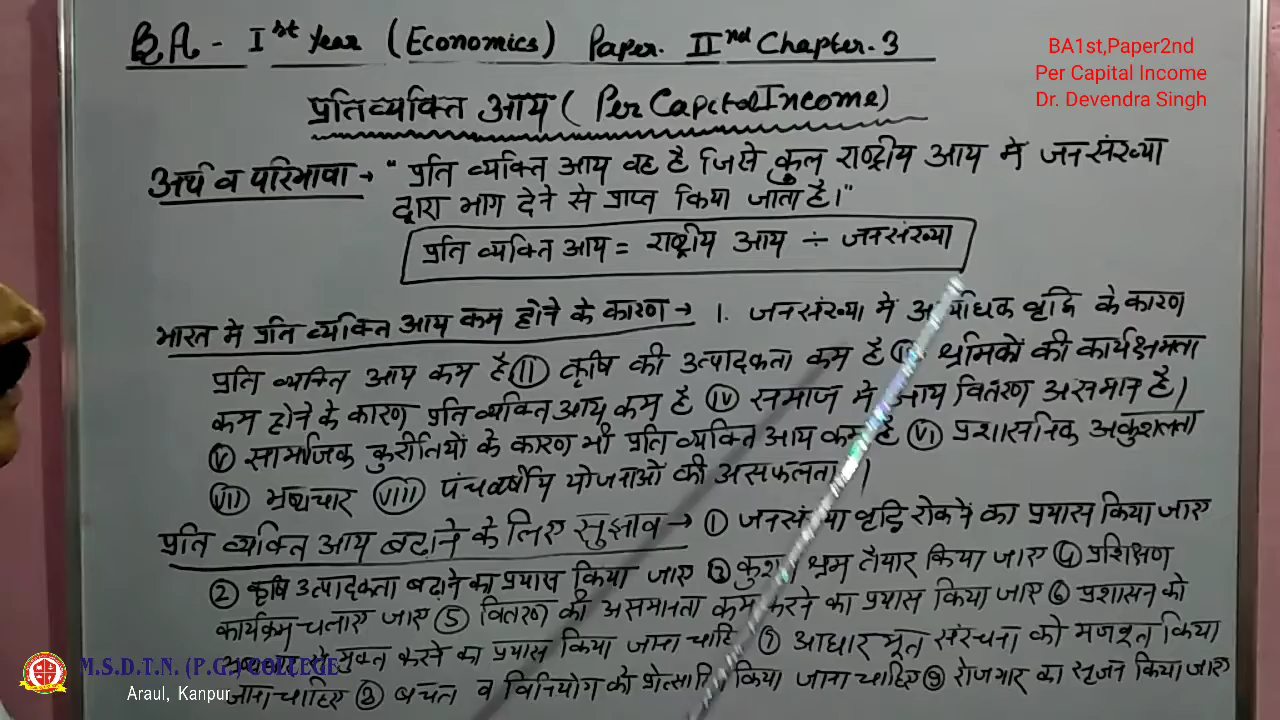 B.A - Ist Year (Economics) Paper. IInd Chapter.3
BA1st,Paper2nd
Per Capital Income
Dr. Devendra Singh
प्रतिव्यक्ति आय ( Per Capital Income)
अर्थ व परिभाषा → " प्रति व्यक्ति आय वह है जिसे कुल राष्ट्रीय आय मे जनसंख्या
द्वारा भाग देने से प्राप्त किया जाता है।"
प्रति व्यक्ति आय = राष्ट्रीय आय ÷ जनसंख्या
भारत मे प्रति व्यक्ति आय कम होने के कारण → 1. जनसंख्या मे वृद्धि के कारण
प्रति व्यक्ति आय कम है (II) कृषि की उत्पादकता कम है श्रमिको की कार्यक्षमता
कम होने के कारण प्रति व्यक्ति आय कम है (IV) समाज मे आय वितरण असमान है।
(V) सामाजिक कुरीतियों के कारण भी प्रति व्यक्ति आय कम है (VI) प्रशासनिक अकुशलता
(VII) भ्रष्टाचार (VIII) पंचवर्षीय योजनाओं की असफलता।
प्रति व्यक्ति आय बढाने के लिए सुझाव → ① जनसंख्या वृद्धि रोकने का प्रयास किया जाए
② कृषि उत्पादकता बढाने का प्रयास किया जाए ③ श्रम तैयार किया जाए ④ प्रशिक्षण
कार्यक्रम चलाए जाए ⑤ वितरण की असमानता कम करने का प्रयास किया जाए ⑥ प्रशासन को
मुक्त करने का प्रयास किया जाना ⑦ आधारभूत संरचना को मजबूत किया
जाना चाहिए ⑧ बचत व विनियोग को किया जाना चाहिए ⑨ रोजगार का सृजन किया जाए
M.S.D.T.N. (P.G.) COLLEGE
Araul, Kanpur